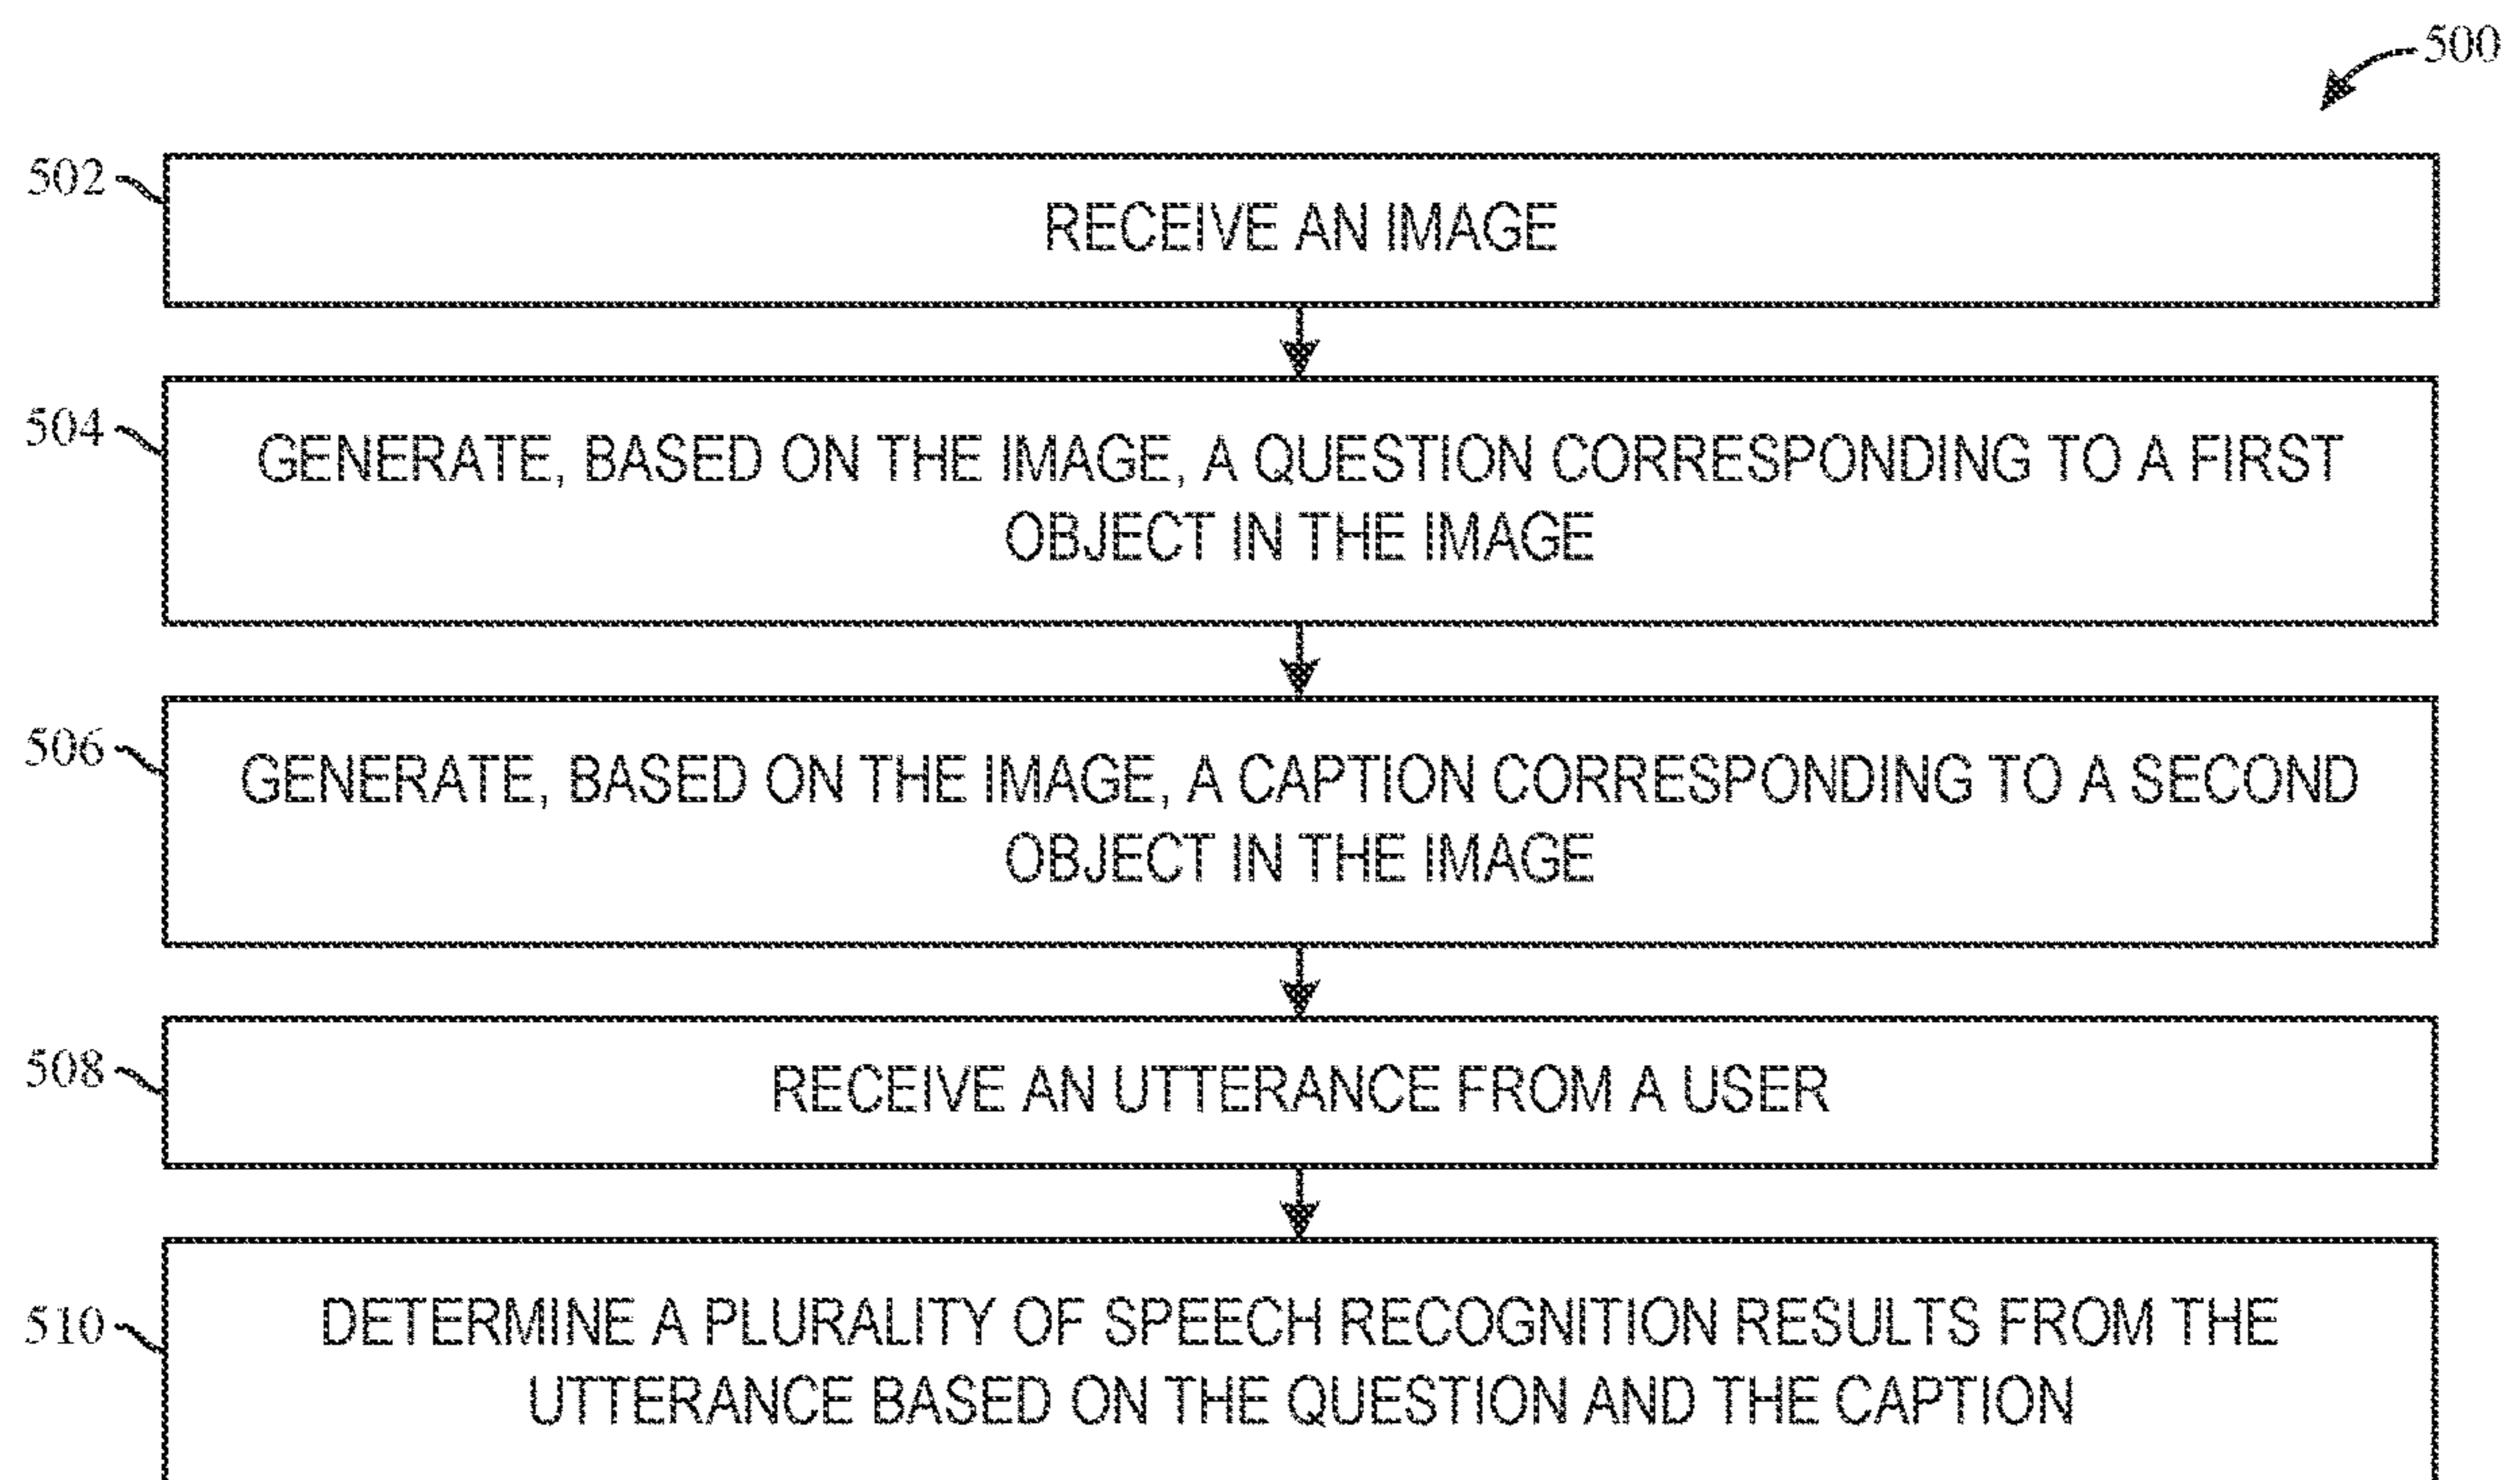 500
502
RECEIVE AN IMAGE
504
GENERATE, BASED ON THE IMAGE, A QUESTION CORRESPONDING TO A FIRST
OBJECT IN THE IMAGE
506
GENERATE, BASED ON THE IMAGE, A CAPTION CORRESPONDING TO A SECOND
OBJECT IN THE IMAGE
508
RECEIVE AN UTTERANCE FROM A USER
510
DETERMINE A PLURALITY OF SPEECH RECOGNITION RESULTS FROM THE
UTTERANCE BASED ON THE QUESTION AND THE CAPTION